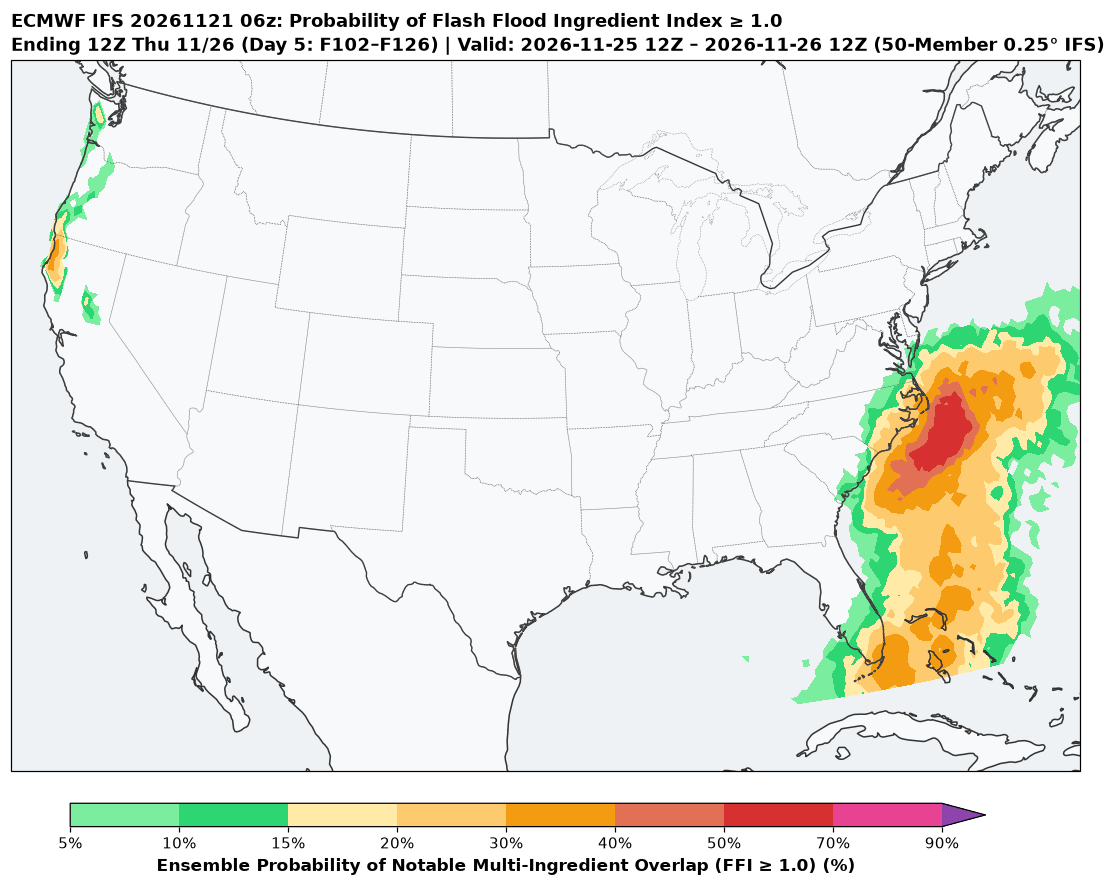 ECMWF IFS 20261121 06z: Probability of Flash Flood Ingredient Index ≥ 1.0
Ending 12Z Thu 11/26 (Day 5: F102–F126) | Valid: 2026-11-25 12Z – 2026-11-26 12Z (50-Member 0.25° IFS)
5% 10% 15% 20% 30% 40% 50% 70% 90%
Ensemble Probability of Notable Multi-Ingredient Overlap (FFI ≥ 1.0) (%)